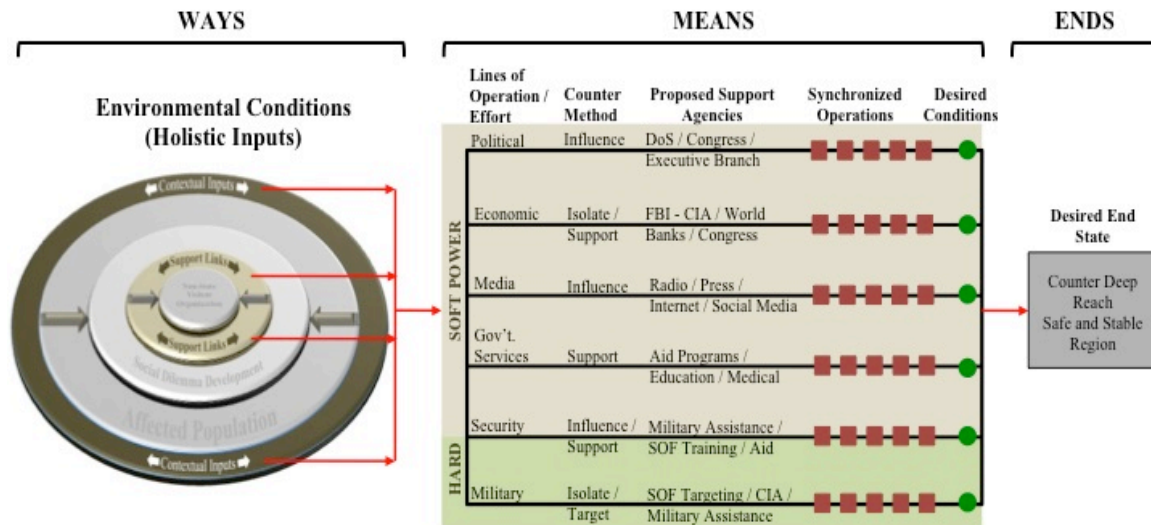 WAYS
MEANS
ENDS
Environmental Conditions
(Holistic Inputs)
Contextual Inputs
Support Links
Non-State
Violent
Organization
Support Links
Social Dilemma Development
Affected Population
Contextual Inputs
Lines of
Operation /
Effort
Counter
Method
Proposed Support
Agencies
Synchronized
Operations
Desired
Conditions
SOFT POWER
HARD
Political
Influence
DoS / Congress /
Executive Branch
Economic
Isolate /
Support
FBI - CIA / World
Banks / Congress
Media
Influence
Radio / Press /
Internet / Social Media
Gov't.
Services
Support
Aid Programs /
Education / Medical
Security
Influence /
Support
Military Assistance /
SOF Training / Aid
Military
Isolate /
Target
SOF Targeting / CIA /
Military Assistance
Desired End
State
Counter Deep
Reach
Safe and Stable
Region